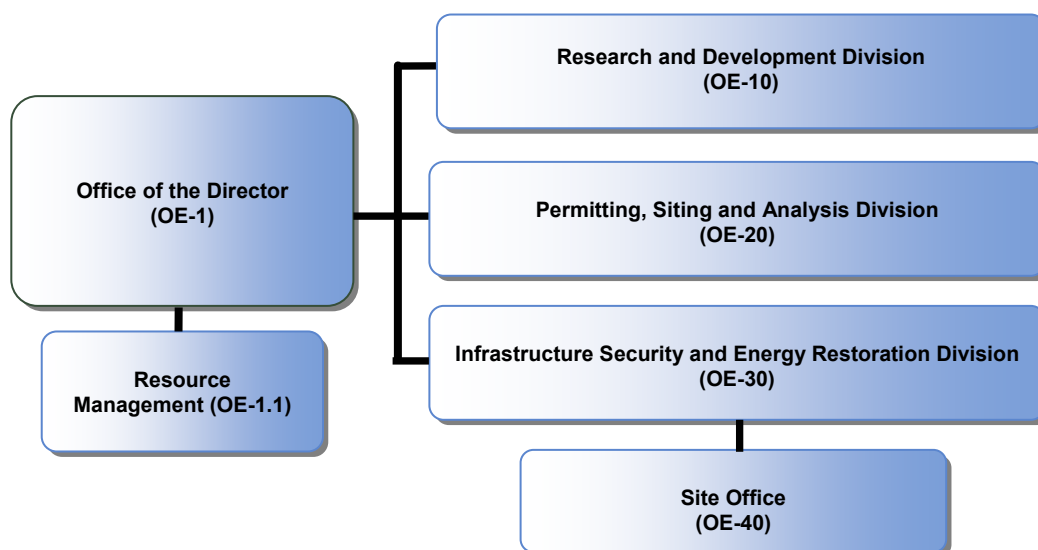 Office of the Director
(OE-1)
Resource
Management (OE-1.1)
Research and Development Division
(OE-10)
Permitting, Siting and Analysis Division
(OE-20)
Infrastructure Security and Energy Restoration Division
(OE-30)
Site Office
(OE-40)